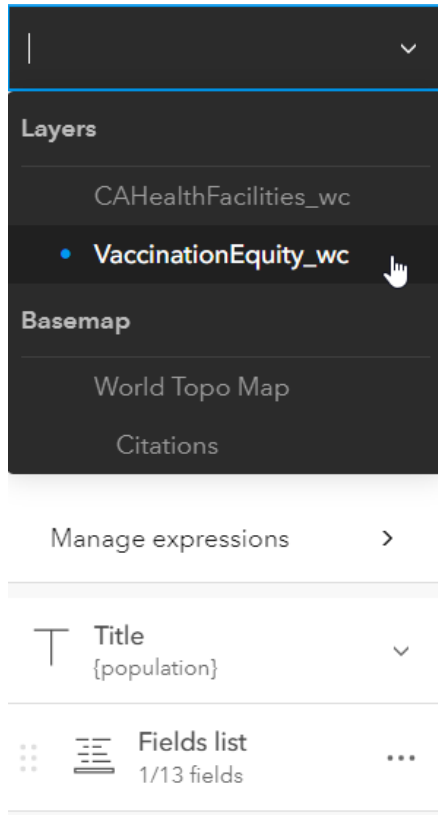 Layers
CAHealthFacilities_wc
VaccinationEquity_wc
Basemap
World Topo Map
Citations
Manage expressions
Title
{population}
Fields list
1/13 fields